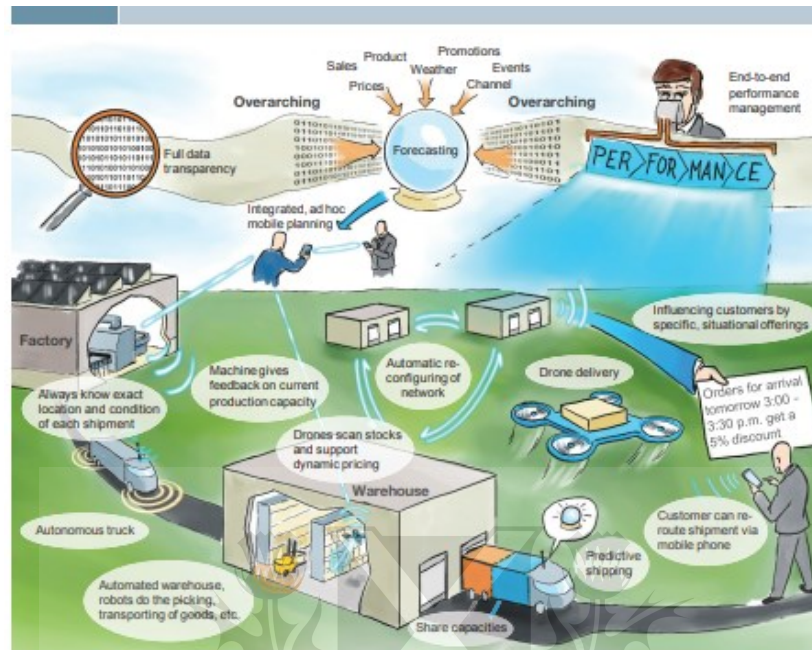 Promotions
Product
Sales
Weather
Events
Prices
Channel
Overarching
Overarching
End-to-end
performance
management
Full data
transparency
Forecasting
PER FOR MAN CE
Integrated, ad hoc
mobile planning
Factory
Influencing customers by
specific, situational offerings
Always know exact
location and condition
of each shipment
Machine gives
feedback on current
production capacity
Automatic re-
configuring of
network
Drone delivery
Orders for arrival
tomorrow 3:00 -
3:30 p.m. get a
5% discount
Drones scan stocks
and support
dynamic pricing
Warehouse
Autonomous truck
Customer can re-
route shipment via
mobile phone
Predictive
shipping
Automated warehouse,
robots do the picking,
transporting of goods, etc.
Share capacities